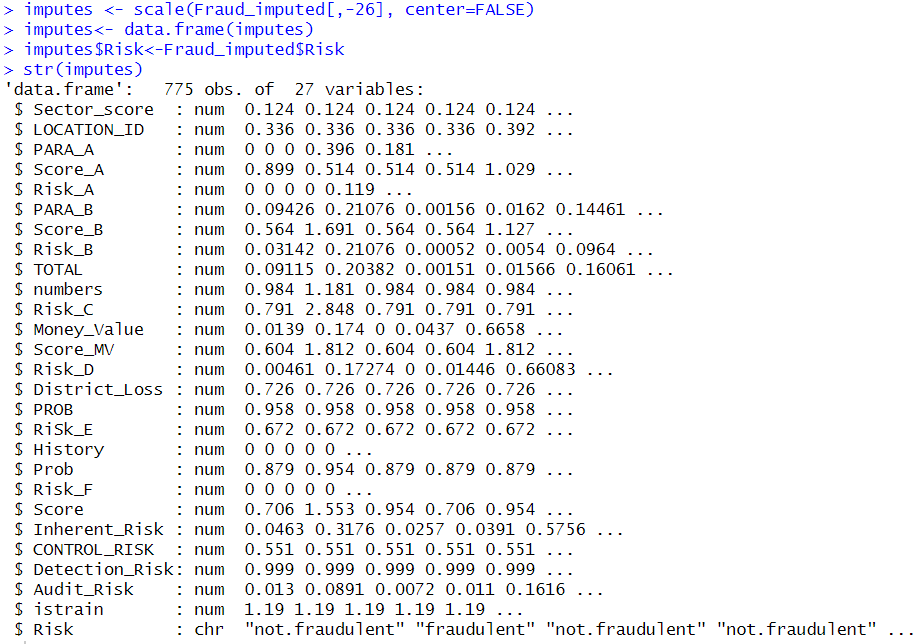 > imputes <- scale(Fraud_imputed[,-26], center=FALSE)
> imputes<- data.frame(imputes)
> imputes$Risk<-Fraud_imputed$Risk
> str(imputes)
'data.frame':   775 obs. of  27 variables:
 $ Sector_score  : num  0.124 0.124 0.124 0.124 0.124 ...
 $ LOCATION_ID   : num  0.336 0.336 0.336 0.336 0.392 ...
 $ PARA_A        : num  0 0 0 0.396 0.181 ...
 $ Score_A       : num  0.899 0.514 0.514 0.514 1.029 ...
 $ Risk_A        : num  0 0 0 0 0.119 ...
 $ PARA_B        : num  0.09426 0.21076 0.00156 0.0162 0.14461 ...
 $ Score_B       : num  0.564 1.691 0.564 0.564 1.127 ...
 $ Risk_B        : num  0.03142 0.21076 0.00052 0.0054 0.0964 ...
 $ TOTAL         : num  0.09115 0.20382 0.00151 0.01566 0.16061 ...
 $ numbers       : num  0.984 1.181 0.984 0.984 0.984 ...
 $ Risk_C        : num  0.791 2.848 0.791 0.791 0.791 ...
 $ Money_Value   : num  0.0139 0.174 0 0.0437 0.6658 ...
 $ Score_MV      : num  0.604 1.812 0.604 0.604 1.812 ...
 $ Risk_D        : num  0.00461 0.17274 0 0.01446 0.66083 ...
 $ District_Loss : num  0.726 0.726 0.726 0.726 0.726 ...
 $ PROB          : num  0.958 0.958 0.958 0.958 0.958 ...
 $ RiSk_E        : num  0.672 0.672 0.672 0.672 0.672 ...
 $ History       : num  0 0 0 0 0 ...
 $ Prob          : num  0.879 0.954 0.879 0.879 0.879 ...
 $ Risk_F        : num  0 0 0 0 0 ...
 $ Score         : num  0.706 1.553 0.954 0.706 0.954 ...
 $ Inherent_Risk : num  0.0463 0.3176 0.0257 0.0391 0.5756 ...
 $ CONTROL_RISK  : num  0.551 0.551 0.551 0.551 0.551 ...
 $ Detection_Risk: num  0.999 0.999 0.999 0.999 0.999 ...
 $ Audit_Risk    : num  0.013 0.0891 0.0072 0.011 0.1616 ...
 $ istrain       : num  1.19 1.19 1.19 1.19 1.19 ...
 $ Risk          : chr  "not.fraudulent" "fraudulent" "not.fraudulent" "not.fraudulent" ...